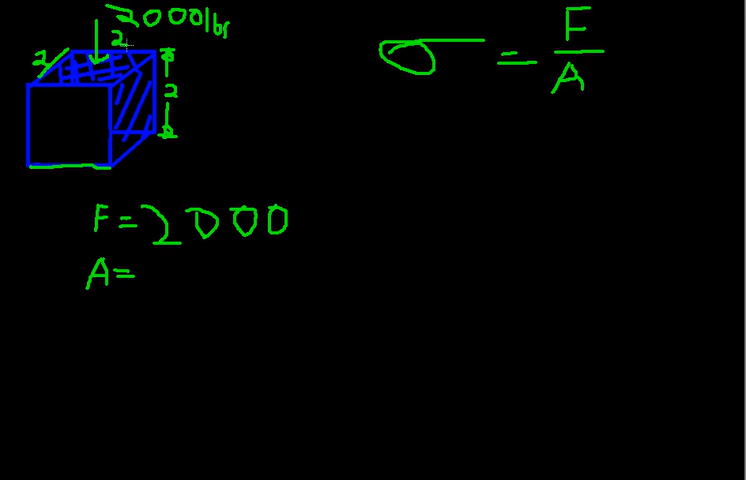 2000lbs
2
2
2
σ = F/A
F = 2000
A =